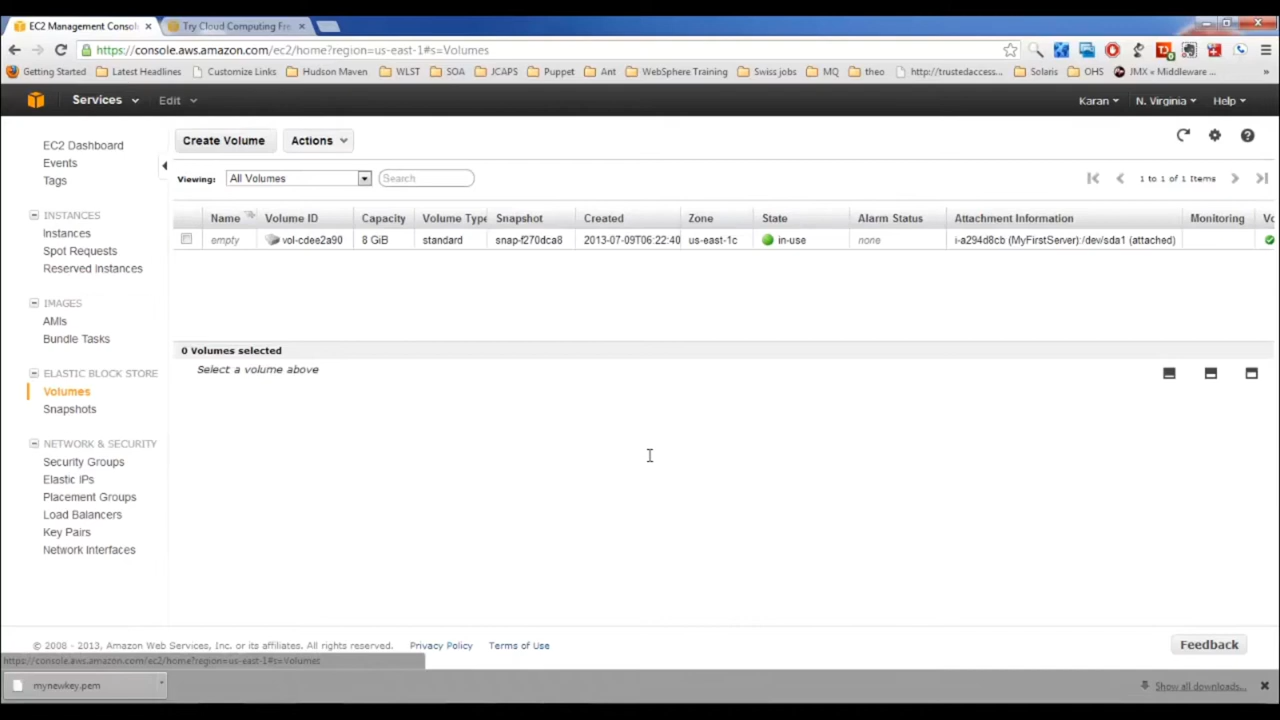 EC2 Management Consol
Try Cloud Computing Fre
https://console.aws.amazon.com/ec2/home?region=us-east-1#s=Volumes
Getting Started
Latest Headlines
Customize Links
Hudson Maven
WLST
SOA
JCAPS
Puppet
Ant
WebSphere Training
Swiss jobs
MQ
theo
http://trustedaccess...
Solaris
OHS
JMX « Middleware ...
»
Services
Edit
Karan
N. Virginia
Help
EC2 Dashboard
Events
Tags
INSTANCES
Instances
Spot Requests
Reserved Instances
IMAGES
AMIs
Bundle Tasks
ELASTIC BLOCK STORE
Volumes
Snapshots
NETWORK & SECURITY
Security Groups
Elastic IPs
Placement Groups
Load Balancers
Key Pairs
Network Interfaces
Create Volume
Actions
Viewing: All Volumes Search
1 to 1 of 1 Items
Name Volume ID Capacity Volume Type Snapshot Created Zone State Alarm Status Attachment Information Monitoring Vo
empty vol-cdee2a90 8 GiB standard snap-f270dca8 2013-07-09T06:22:40 us-east-1c in-use none i-a294d8cb (MyFirstServer):/dev/sda1 (attached)
0 Volumes selected
Select a volume above
© 2006 - 2013, Amazon Web Services, Inc. or its affiliates. All rights reserved. Privacy Policy Terms of Use
Feedback
https://console.aws.amazon.com/ec2/home?region=us-east-1#s=Volumes
mynewkey.pem
Show all downloads...